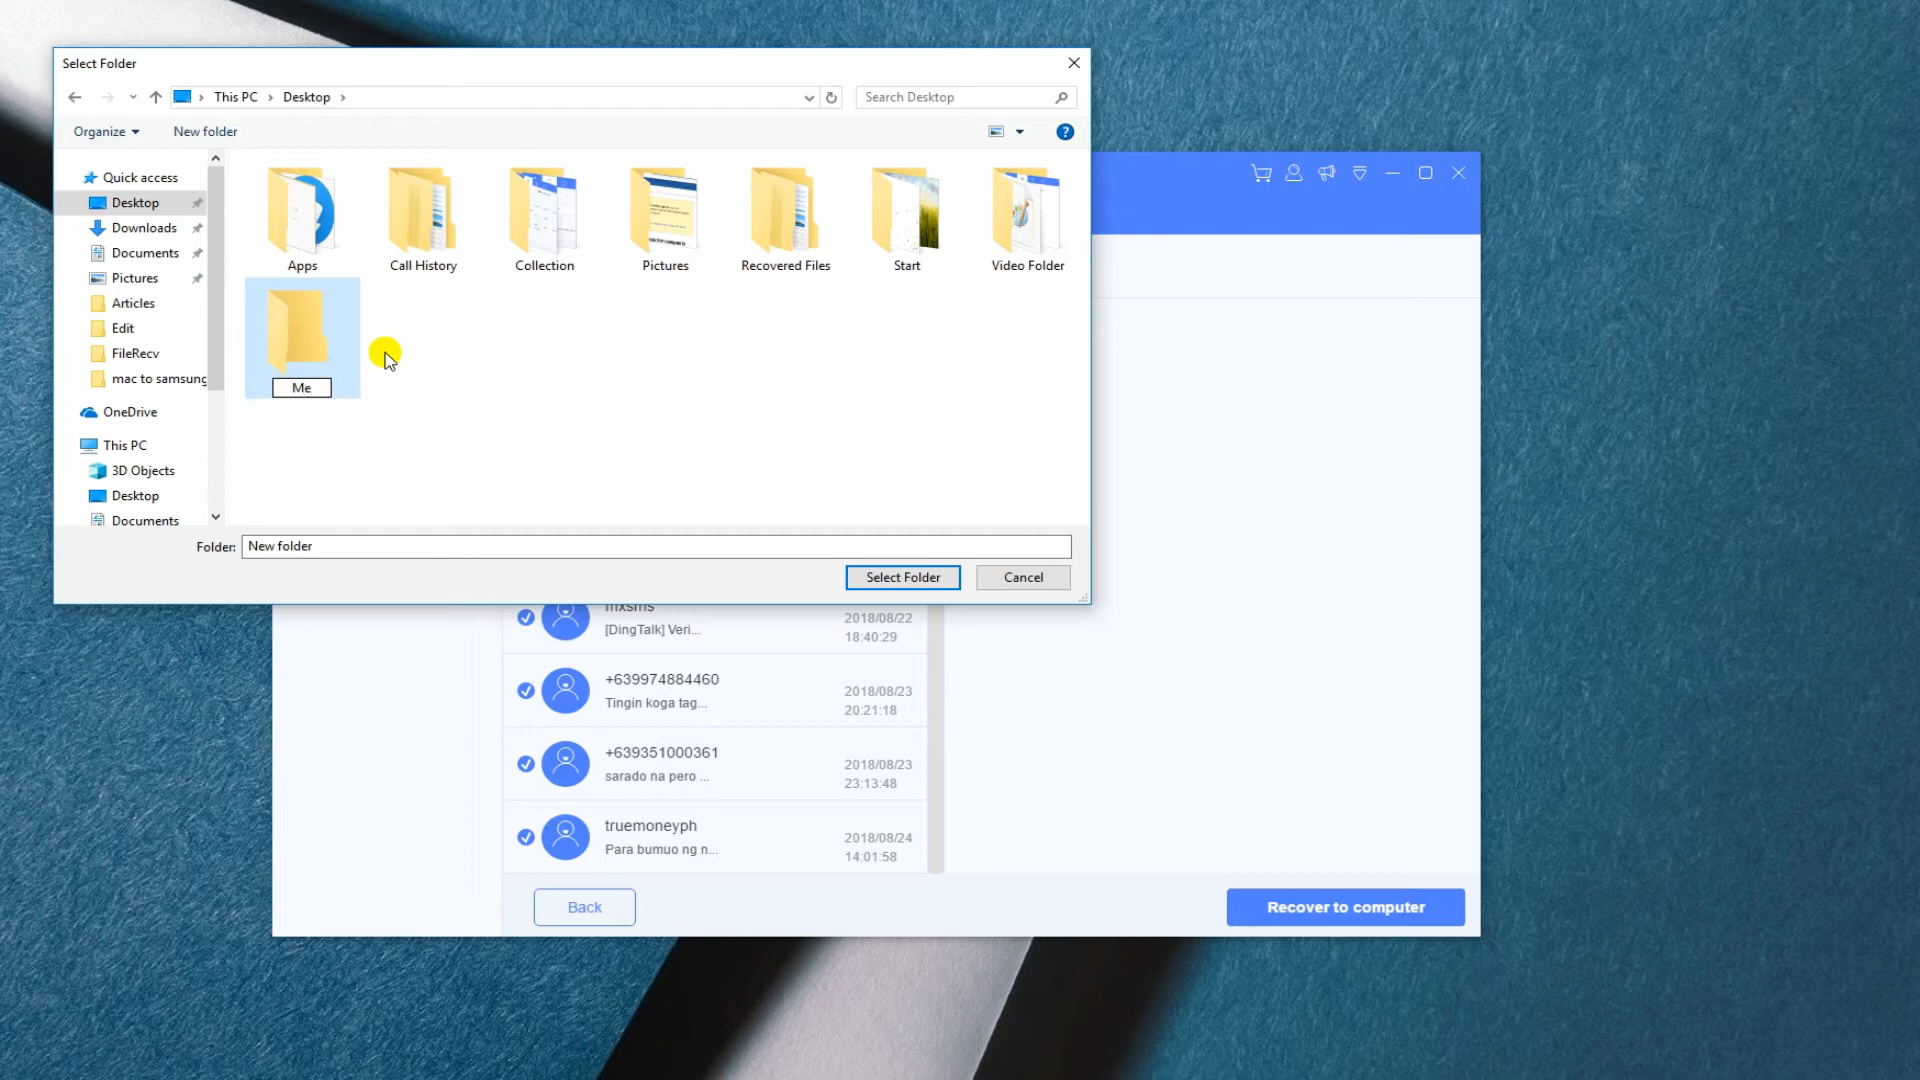 Select Folder
This PC
Desktop
Search Desktop
Organize
New folder
Quick access
Desktop
Downloads
Documents
Pictures
Articles
Edit
FileRecv
mac to samsung
OneDrive
This PC
3D Objects
Desktop
Documents
Apps
Call History
Collection
Pictures
Recovered Files
Start
Video Folder
Me
Folder:
New folder
Select Folder
Cancel
mxsms
[DingTalk] Veri...
2018/08/22
18:40:29
+639974884460
Tingin koga tag...
2018/08/23
20:21:18
+639351000361
sarado na pero ...
2018/08/23
23:13:48
truemoneyph
Para bumuo ng n...
2018/08/24
14:01:58
Back
Recover to computer